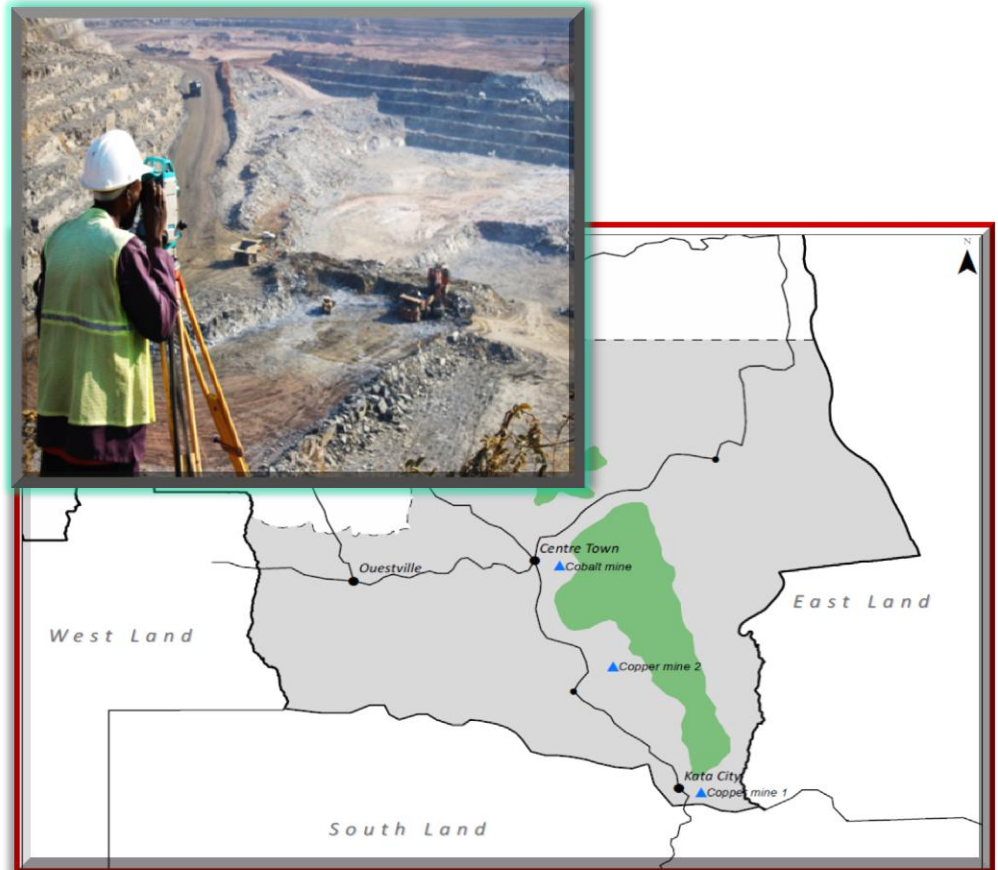 N
Centre Town
Cobalt mine
Ouestville
East Land
West Land
Copper mine 2
Kata City
Copper mine 1
South Land